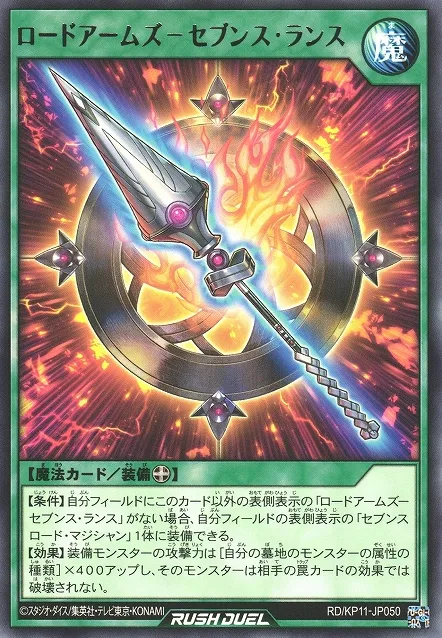 ロードアームズ－セブンス・ランス
魔
【魔法カード／装備】
【条件】自分フィールドにこのカード以外の表側表示の「ロードアームズ－
セブンス・ランス」がない場合、自分フィールドの表側表示の「セブンス
ロード・マジシャン」1体に装備できる。
【効果】装備モンスターの攻撃力は［自分の墓地のモンスターの属性の
種類］×400アップし、そのモンスターは相手の罠カードの効果では
破壊されない。
©スタジオ・ダイス／集英社・テレビ東京・KONAMI
RUSH DUEL
RD/KP11-JP050